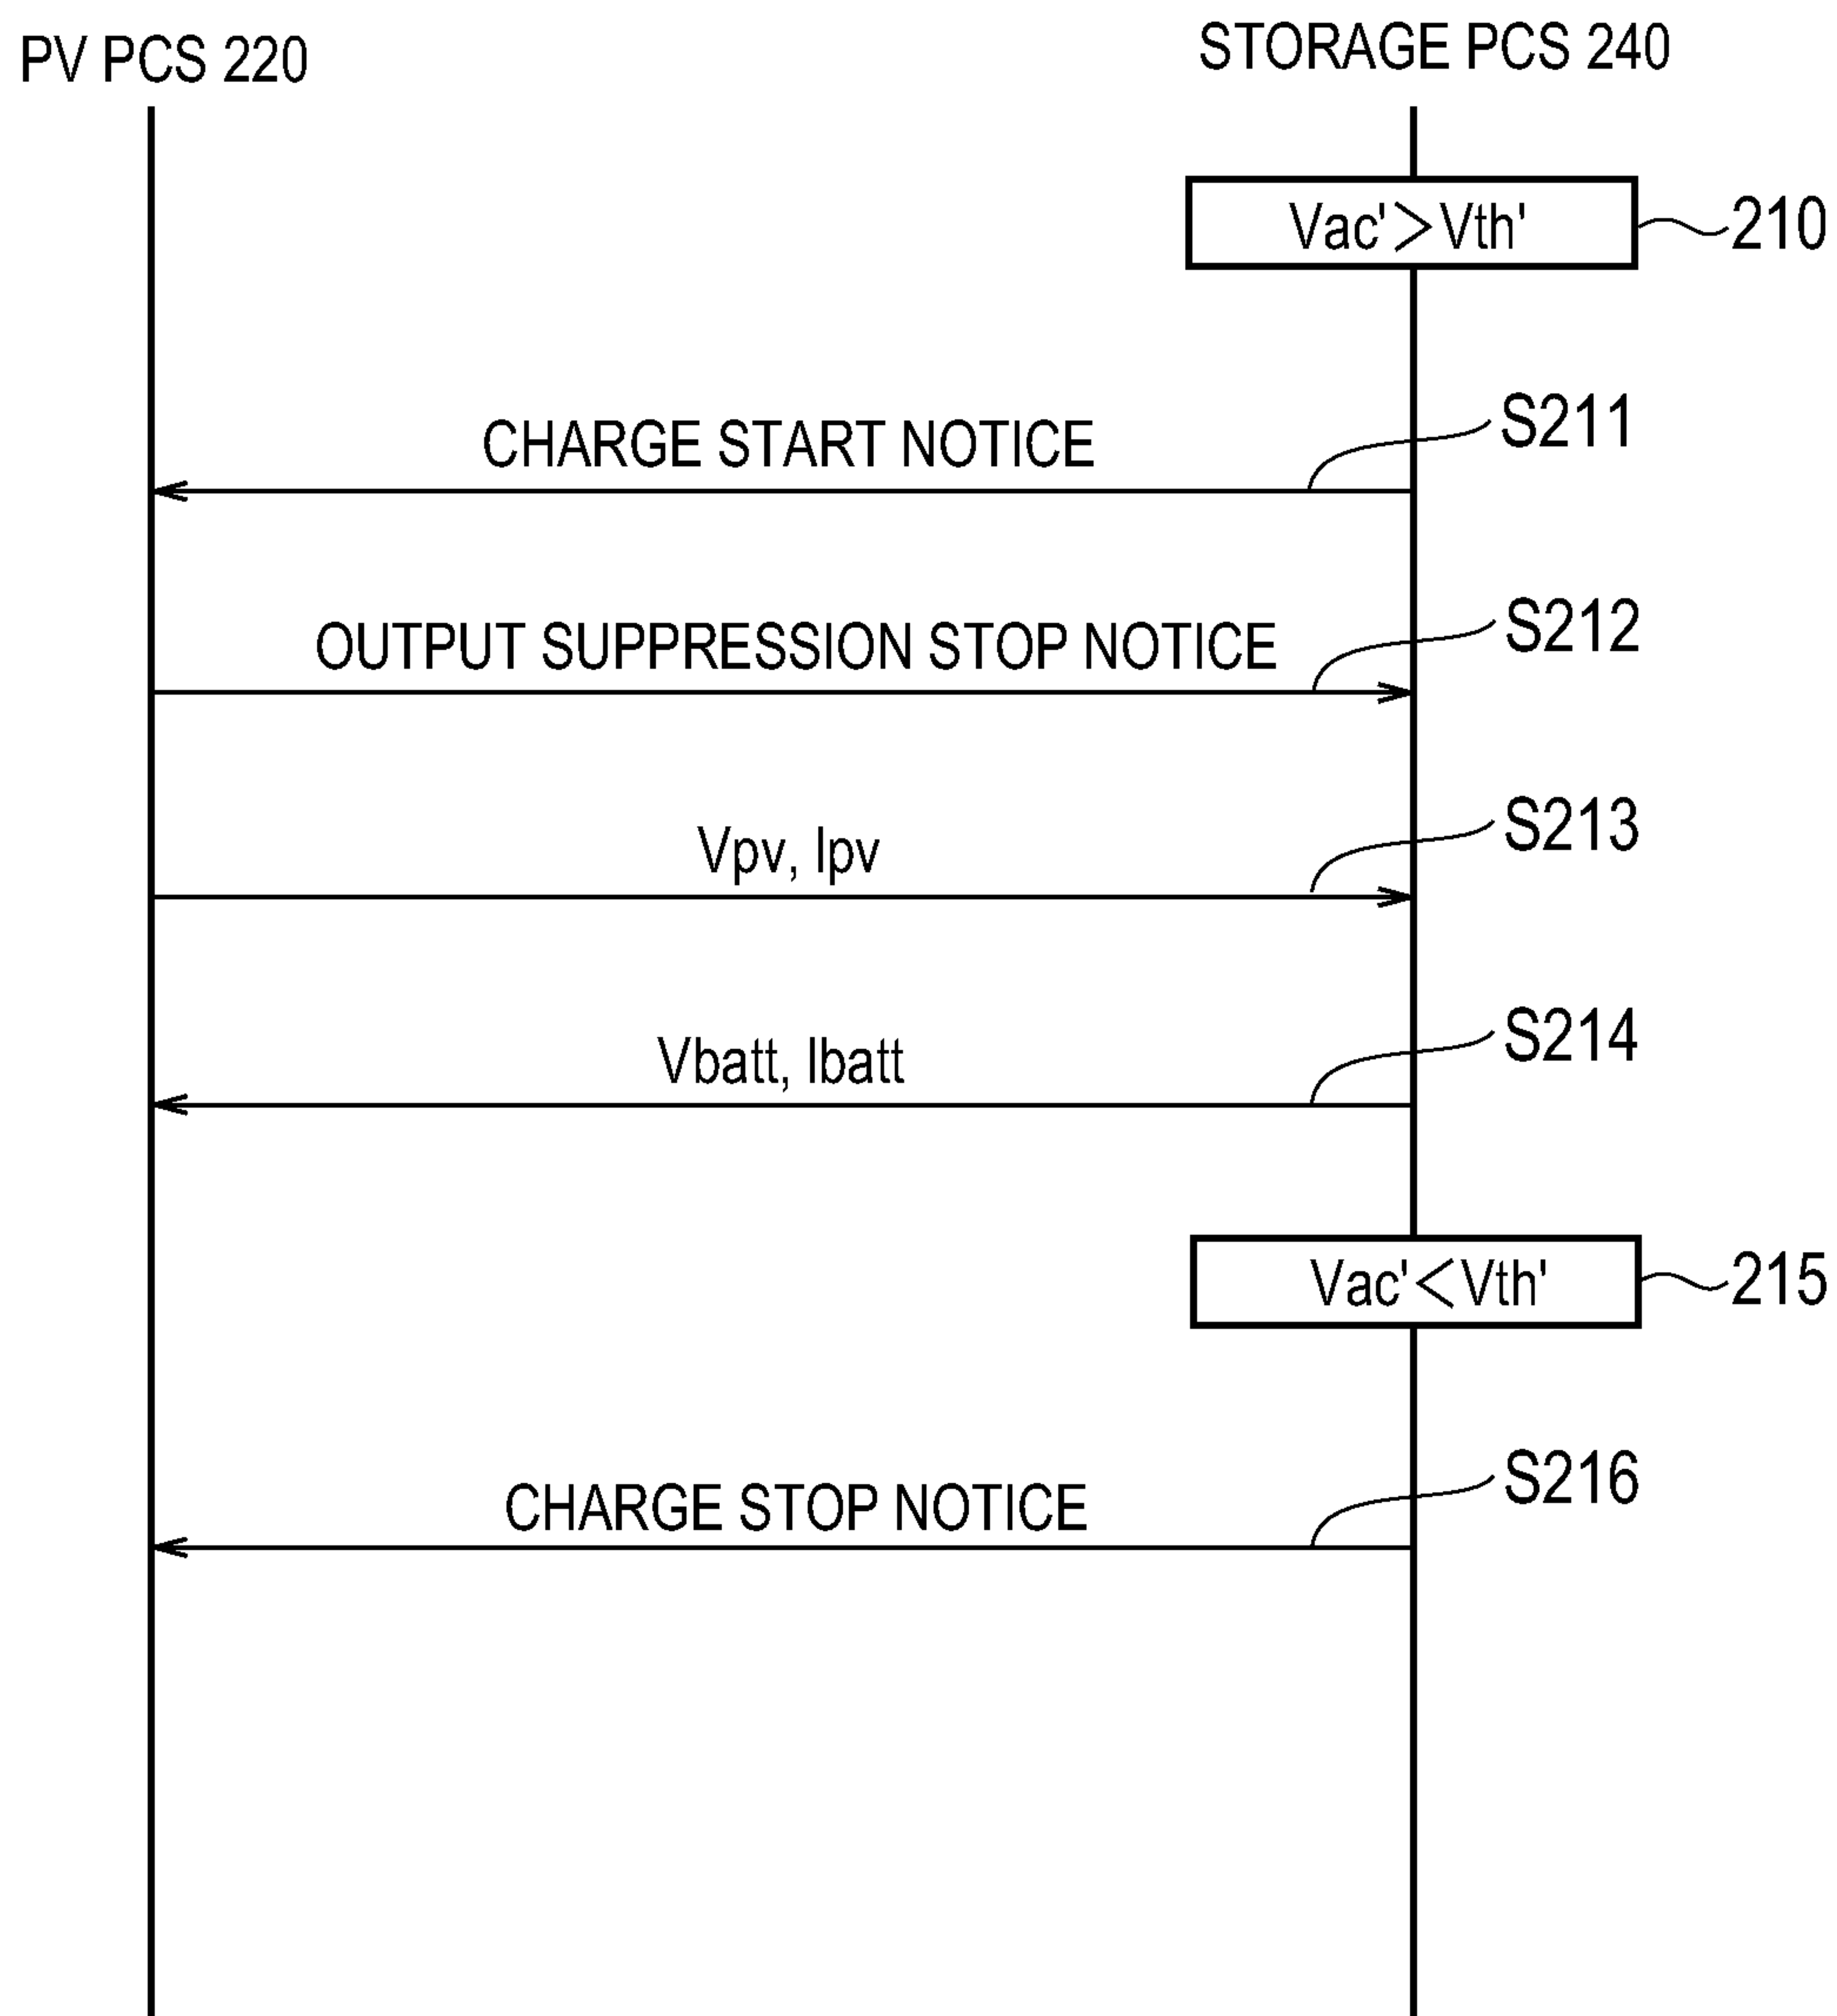 PV PCS 220
STORAGE PCS 240
Vac'>Vth'
210
S211
CHARGE START NOTICE
S212
OUTPUT SUPPRESSION STOP NOTICE
S213
Vpv, Ipv
S214
Vbatt, Ibatt
Vac'<Vth'
215
S216
CHARGE STOP NOTICE